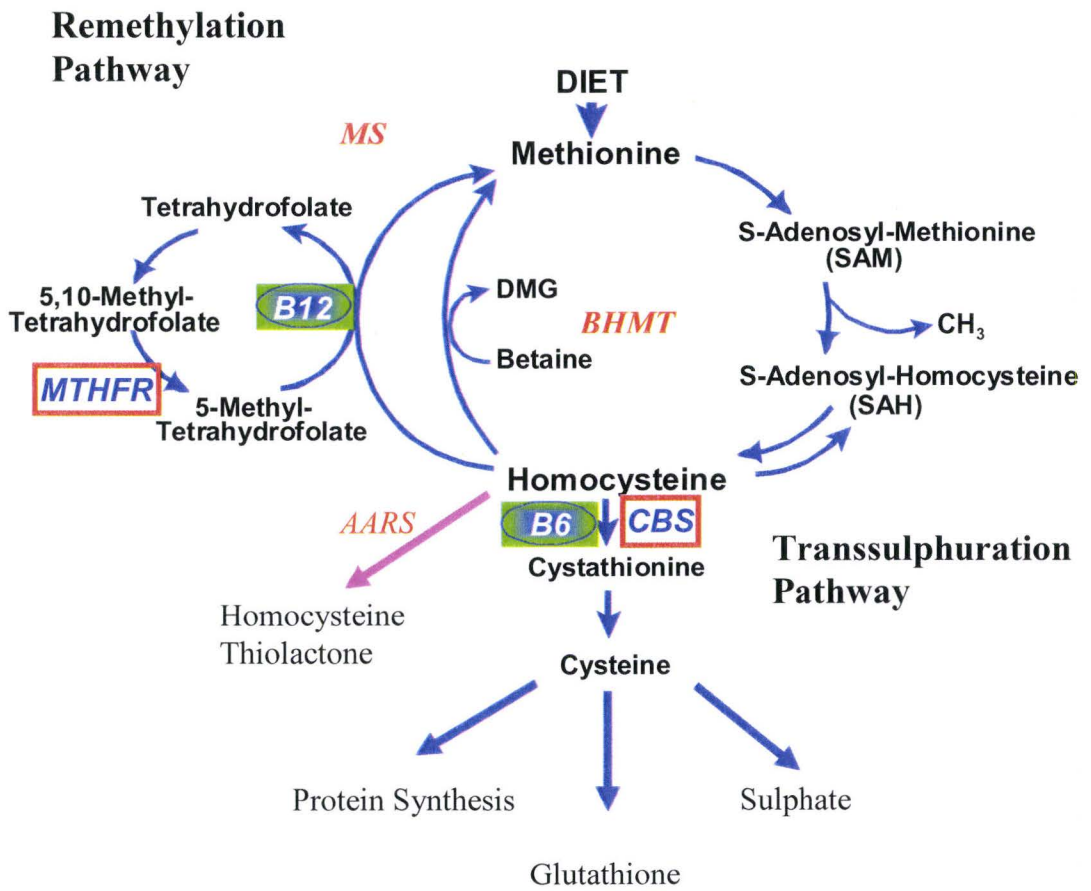 Remethylation
Pathway
DIET
MS
Methionine
Tetrahydrofolate
S-Adenosyl-Methionine
(SAM)
5,10-Methyl-
Tetrahydrofolate
B12
DMG
BHMT
Betaine
CH₃
MTHFR
5-Methyl-
Tetrahydrofolate
S-Adenosyl-Homocysteine
(SAH)
Homocysteine
AARS
B6
CBS
Cystathionine
Transsulphuration
Pathway
Homocysteine
Thiolactone
Cysteine
Protein Synthesis
Sulphate
Glutathione